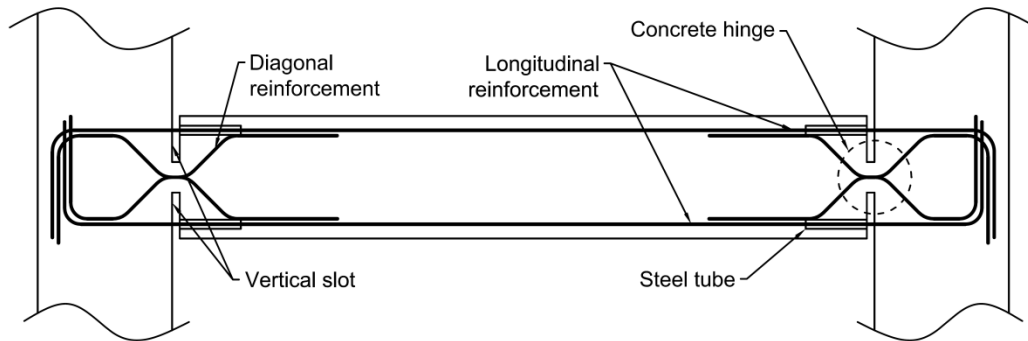 Concrete hinge
Diagonal
reinforcement
Longitudinal
reinforcement
Vertical slot
Steel tube